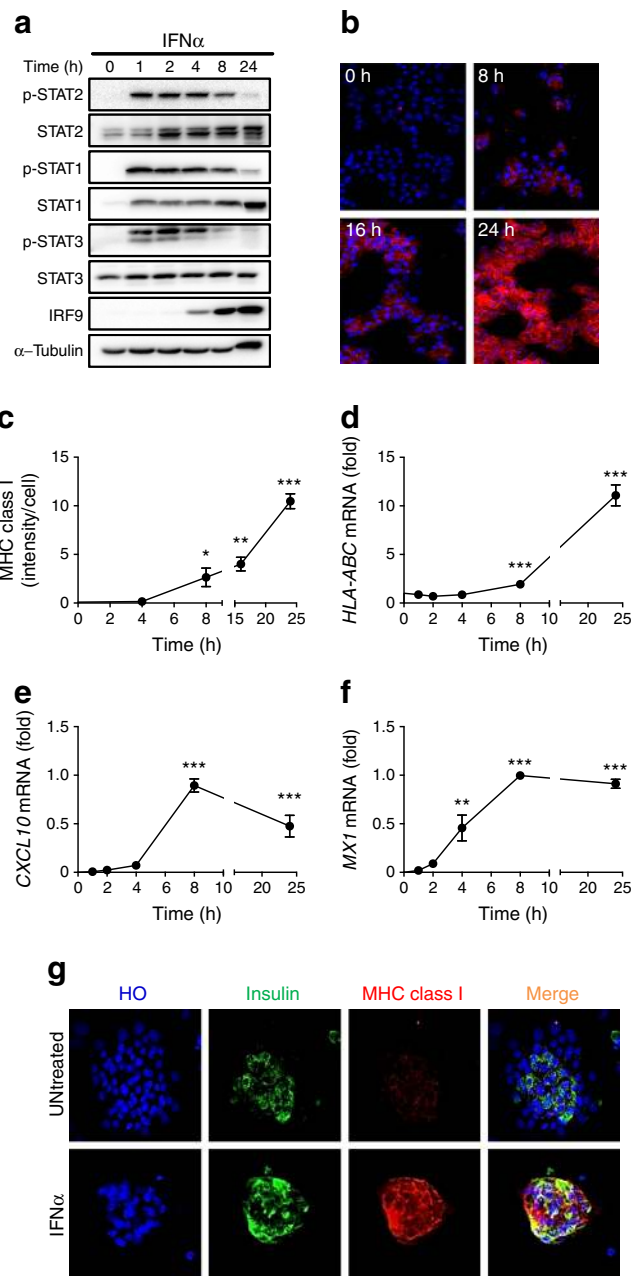 a
IFNα
Time (h) 0 1 2 4 8 24
p-STAT2
STAT2
p-STAT1
STAT1
p-STAT3
STAT3
IRF9
α–Tubulin
b
0 h
8 h
16 h
24 h
c
MHC class I
(intensity/cell)
15
10
5
0
*
**
***
0 2 4 6 8 15 20 25
Time (h)
d
HLA-ABC mRNA (fold)
15
10
5
0
***
***
0 2 4 6 8 10 20 25
Time (h)
e
CXCL10 mRNA (fold)
1.5
1.0
0.5
0
***
***
0 2 4 6 8 10 20 25
Time (h)
f
MX1 mRNA (fold)
1.5
1.0
0.5
0
**
***
***
0 2 4 6 8 10 20 25
Time (h)
g
HO Insulin MHC class I Merge
UNtreated
IFNα